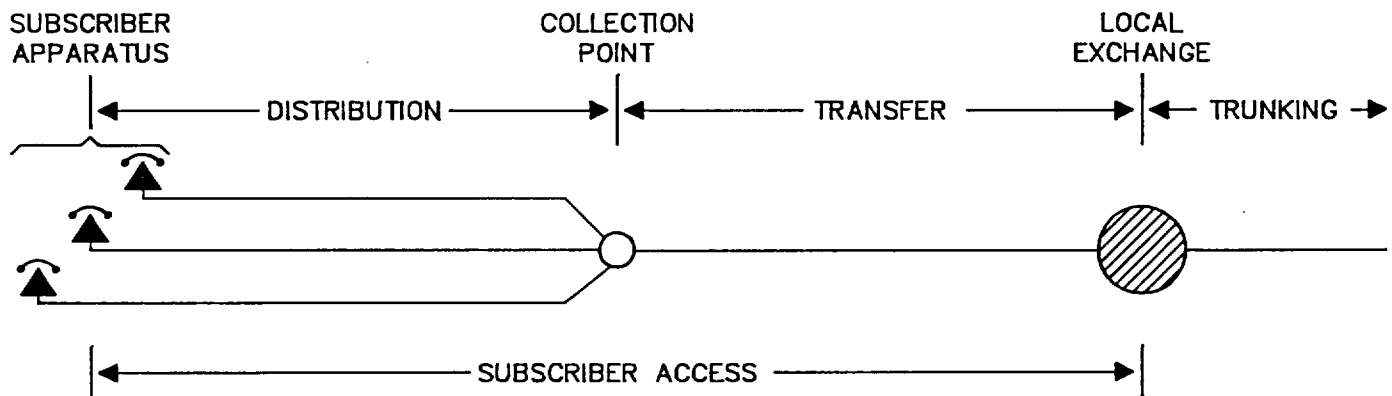 SUBSCRIBER
APPARATUS
COLLECTION
POINT
LOCAL
EXCHANGE
DISTRIBUTION
TRANSFER
TRUNKING
SUBSCRIBER ACCESS